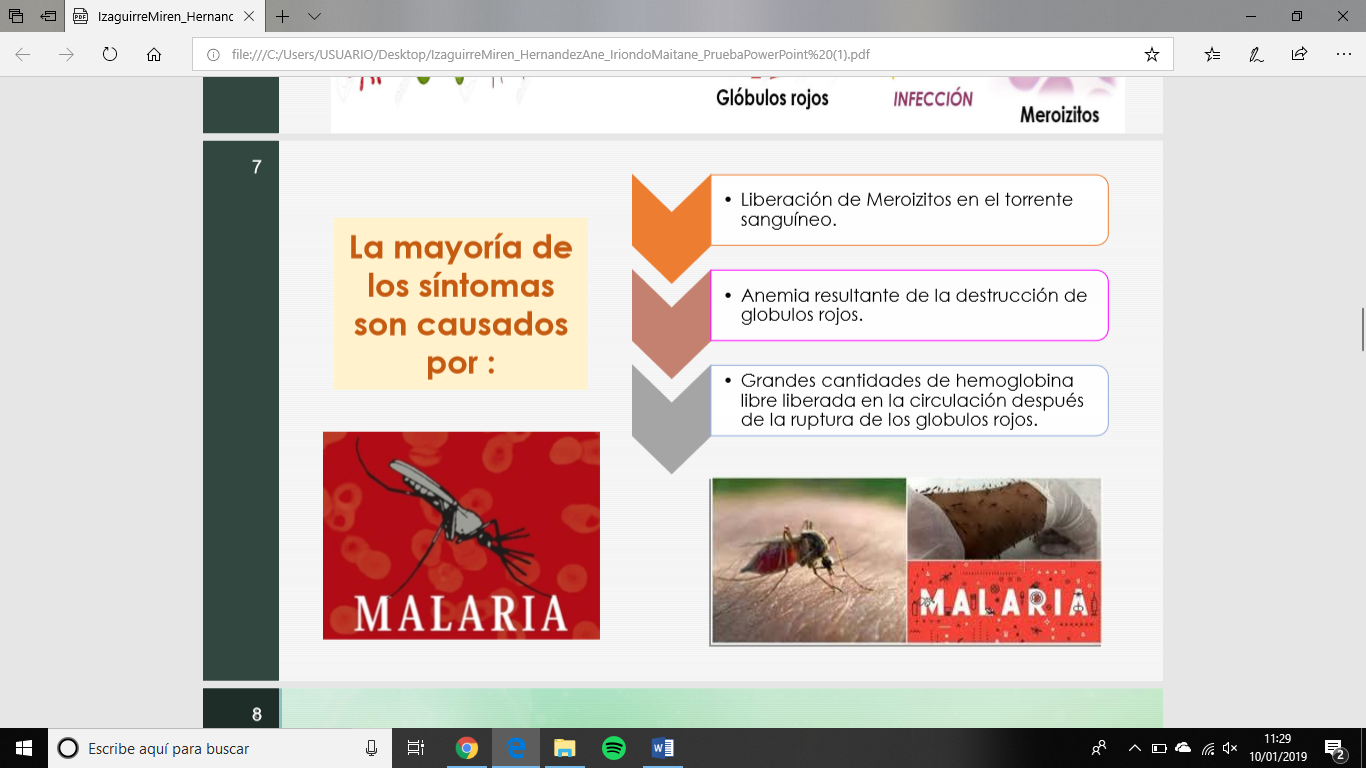 IzaguirreMiren_Hernanc
file:///C:/Users/USUARIO/Desktop/IzaguirreMiren_HernandezAne_IriondoMaitane_PruebaPowerPoint%20(1).pdf
Glóbulos rojos
INFECCIÓN
Meroizitos
7
La mayoría de
los síntomas
son causados
por :
• Liberación de Meroizitos en el torrente
sanguíneo.
• Anemia resultante de la destrucción de
globulos rojos.
• Grandes cantidades de hemoglobina
libre liberada en la circulación después
de la ruptura de los globulos rojos.
MALARIA
MALARIA
8
Escribe aquí para buscar
11:29
10/01/2019
2